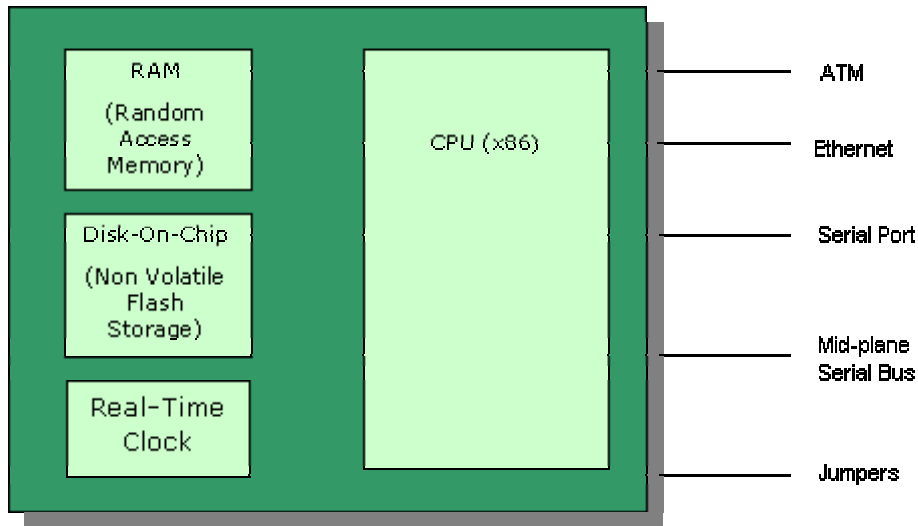 RAM
(Random
Access
Memory)
Disk-On-Chip
(Non Volatile
Flash
Storage)
Real-Time
Clock
CPU (x86)
ATM
Ethernet
Serial Port
Mid-plane
Serial Bus
Jumpers